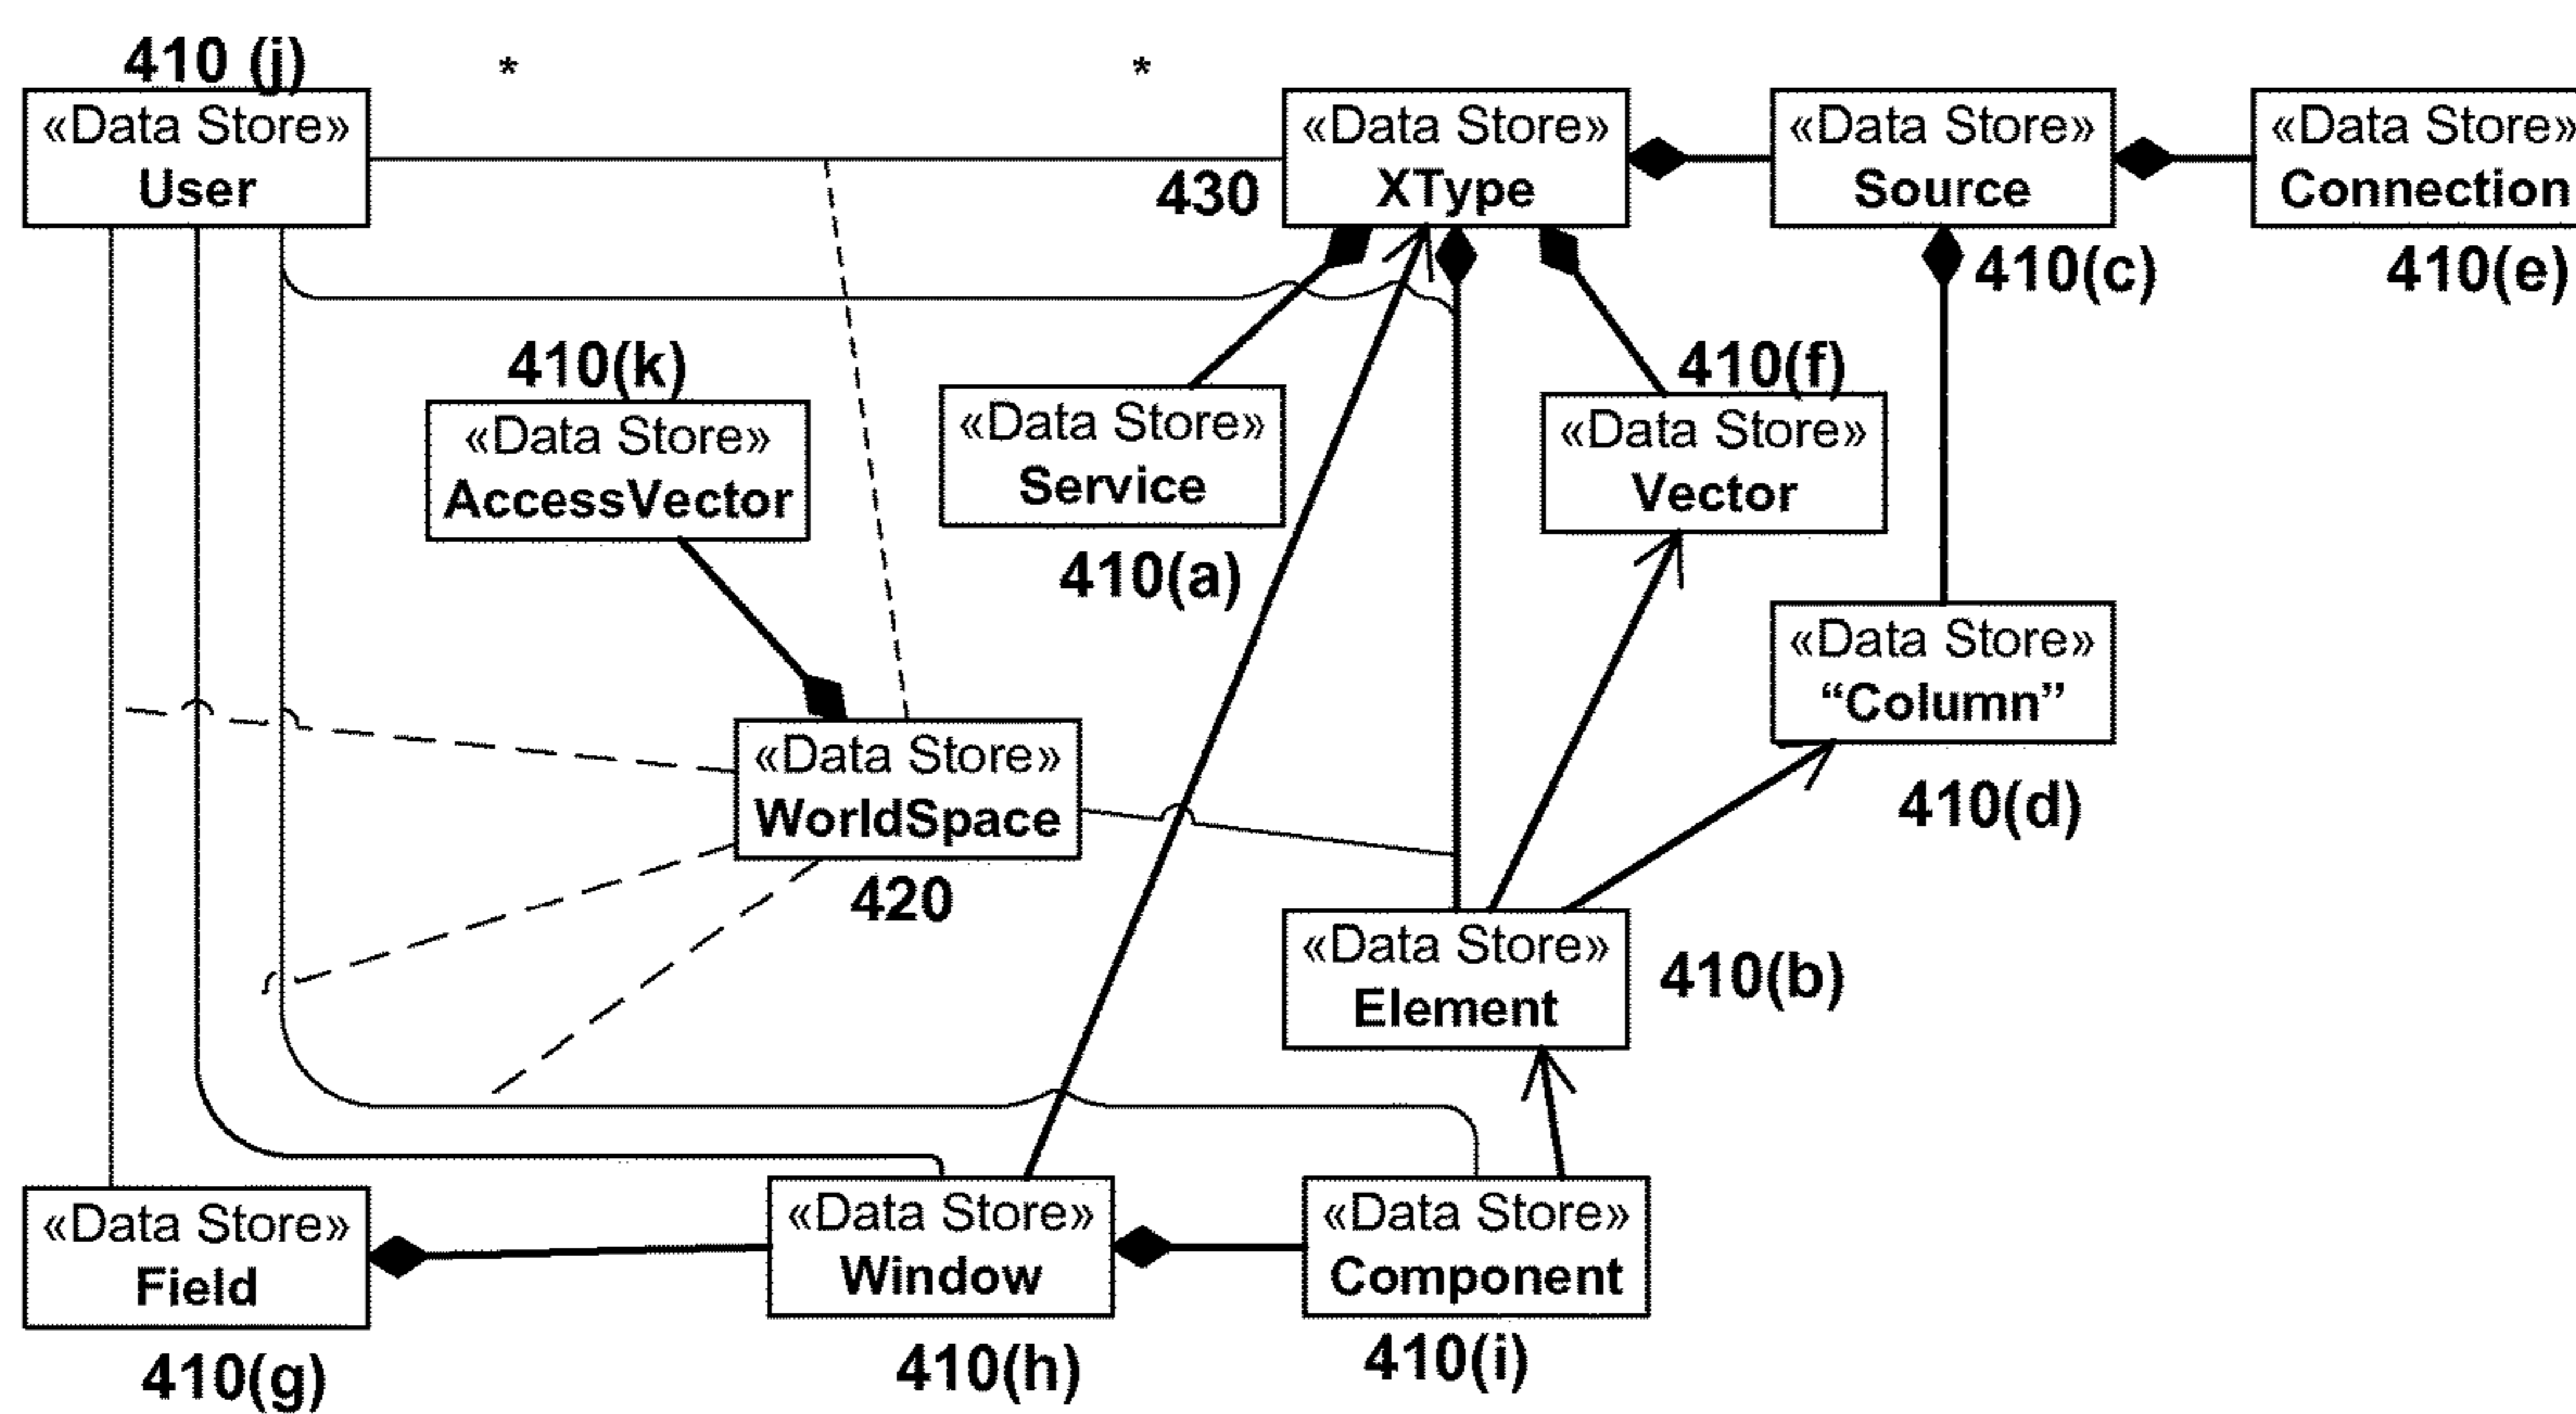 410 (j)
*
*
«Data Store»
User
430
«Data Store»
XType
«Data Store»
Source
410(c)
«Data Store»
Connection
410(e)
410(k)
«Data Store»
AccessVector
«Data Store»
Service
410(a)
410(f)
«Data Store»
Vector
«Data Store»
“Column”
410(d)
«Data Store»
WorldSpace
420
«Data Store»
Element
410(b)
«Data Store»
Field
410(g)
«Data Store»
Window
410(h)
«Data Store»
Component
410(i)